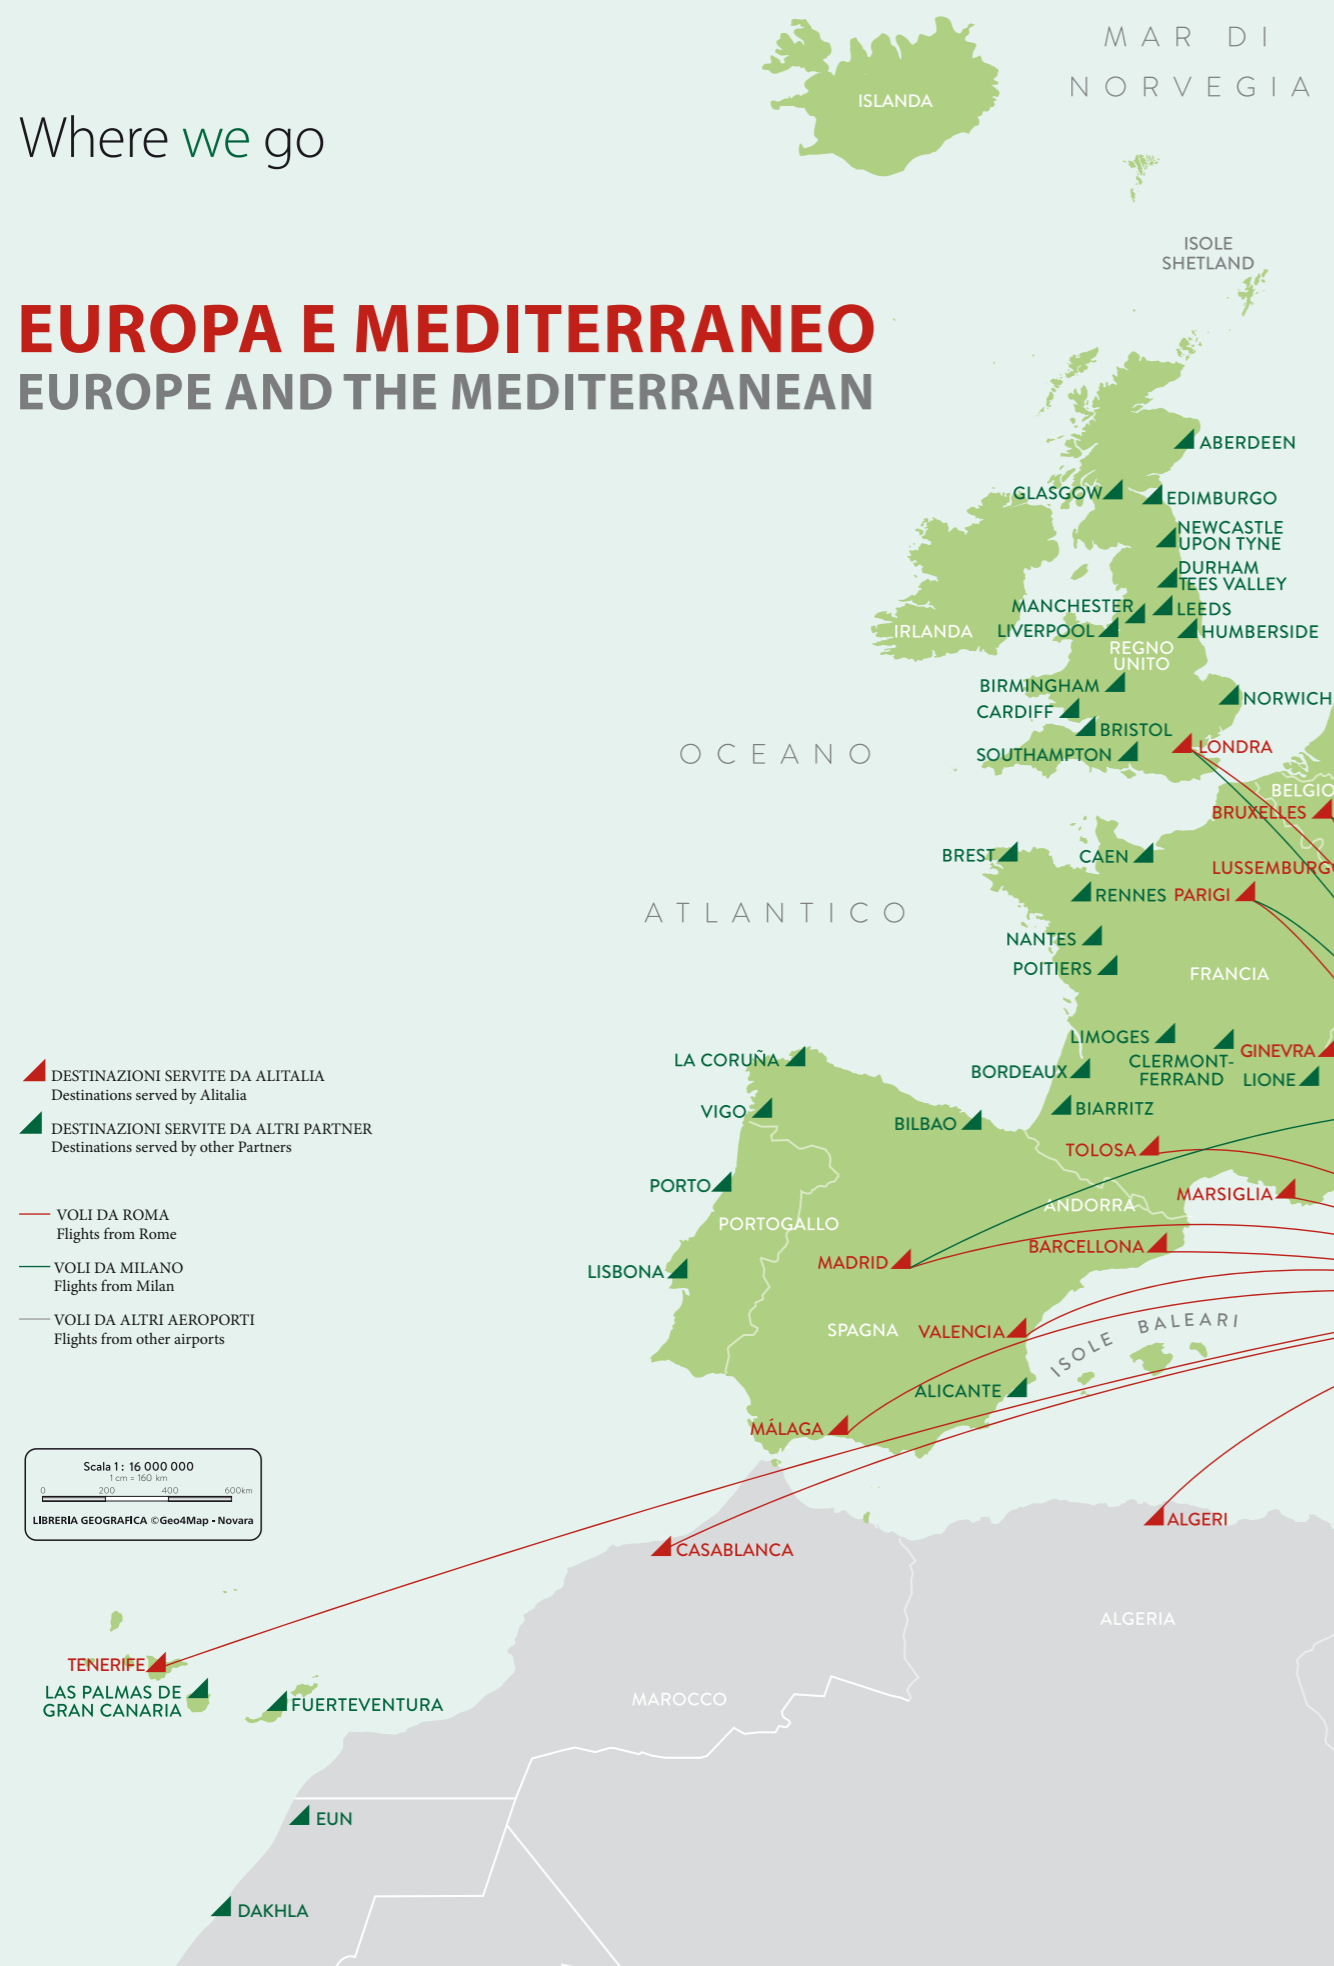 MAR DI
NORVEGIA
ISLANDA
Where we go
ISOLE
SHETLAND
EUROPA E MEDITERRANEO
EUROPE AND THE MEDITERRANEAN
ABERDEEN
GLASGOW
EDIMBURGO
NEWCASTLE
UPON TYNE
DURHAM
TEES VALLEY
MANCHESTER
LEEDS
IRLANDA
LIVERPOOL
HUMBERSIDE
REGNO
UNITO
BIRMINGHAM
NORWICH
CARDIFF
BRISTOL
OCEANO
SOUTHAMPTON
LONDRA
BELGIO
BRUXELLES
BREST
CAEN
LUSSEMBURGO
RENNES
PARIGI
ATLANTICO
NANTES
POITIERS
FRANCIA
LIMOGES
CLERMONT-
FERRAND
GINEVRA
LA CORUÑA
BORDEAUX
LIONE
VIGO
BIARRITZ
BILBAO
TOLOSA
PORTO
MARSIGLIA
ANDORRA
PORTOGALLO
BARCELLONA
MADRID
LISBONA
SPAGNA
VALENCIA
ISOLE BALEARI
ALICANTE
MÁLAGA
DESTINAZIONI SERVITE DA ALITALIA
Destinations served by Alitalia
DESTINAZIONI SERVITE DA ALTRI PARTNER
Destinations served by other Partners
VOLI DA ROMA
Flights from Rome
VOLI DA MILANO
Flights from Milan
VOLI DA ALTRI AEROPORTI
Flights from other airports
Scala 1 : 16 000 000
1 cm = 160 km
0 200 400 600km
LIBRERIA GEOGRAFICA ©Geo4Map - Novara
ALGERI
CASABLANCA
ALGERIA
TENERIFE
LAS PALMAS DE
GRAN CANARIA
FUERTEVENTURA
MAROCCO
EUN
DAKHLA